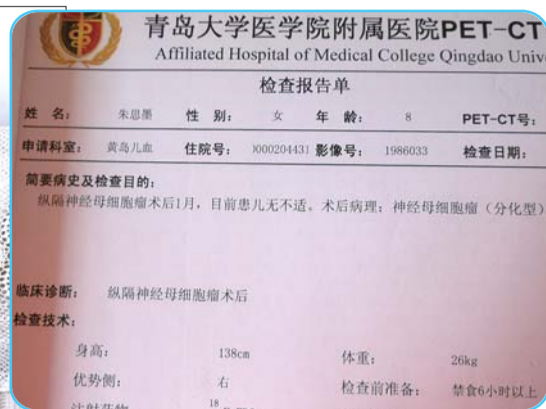 青岛大学医学院附属医院PET-CT
Affiliated Hospital of Medical College Qingdao Unive
检查报告单
姓 名： 朱思墨 性 别： 女 年 龄： 8 PET-CT号：
申请科室： 黄岛儿血 住院号： 0000204431 影像号： 1986033 检查日期：
简要病史及检查目的：
纵隔神经母细胞瘤术后1月，目前患儿无不适。术后病理：神经母细胞瘤（分化型）
临床诊断： 纵隔神经母细胞瘤术后
检查技术：
身高： 138cm 体重： 26kg
优势侧： 右 检查前准备： 禁食6小时以上
18